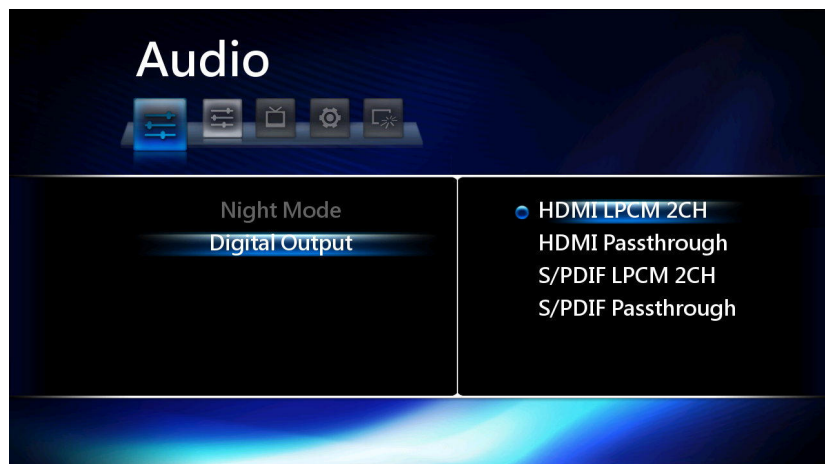 Audio
Night Mode
Digital Output
HDMI LPCM 2CH
HDMI Passthrough
S/PDIF LPCM 2CH
S/PDIF Passthrough